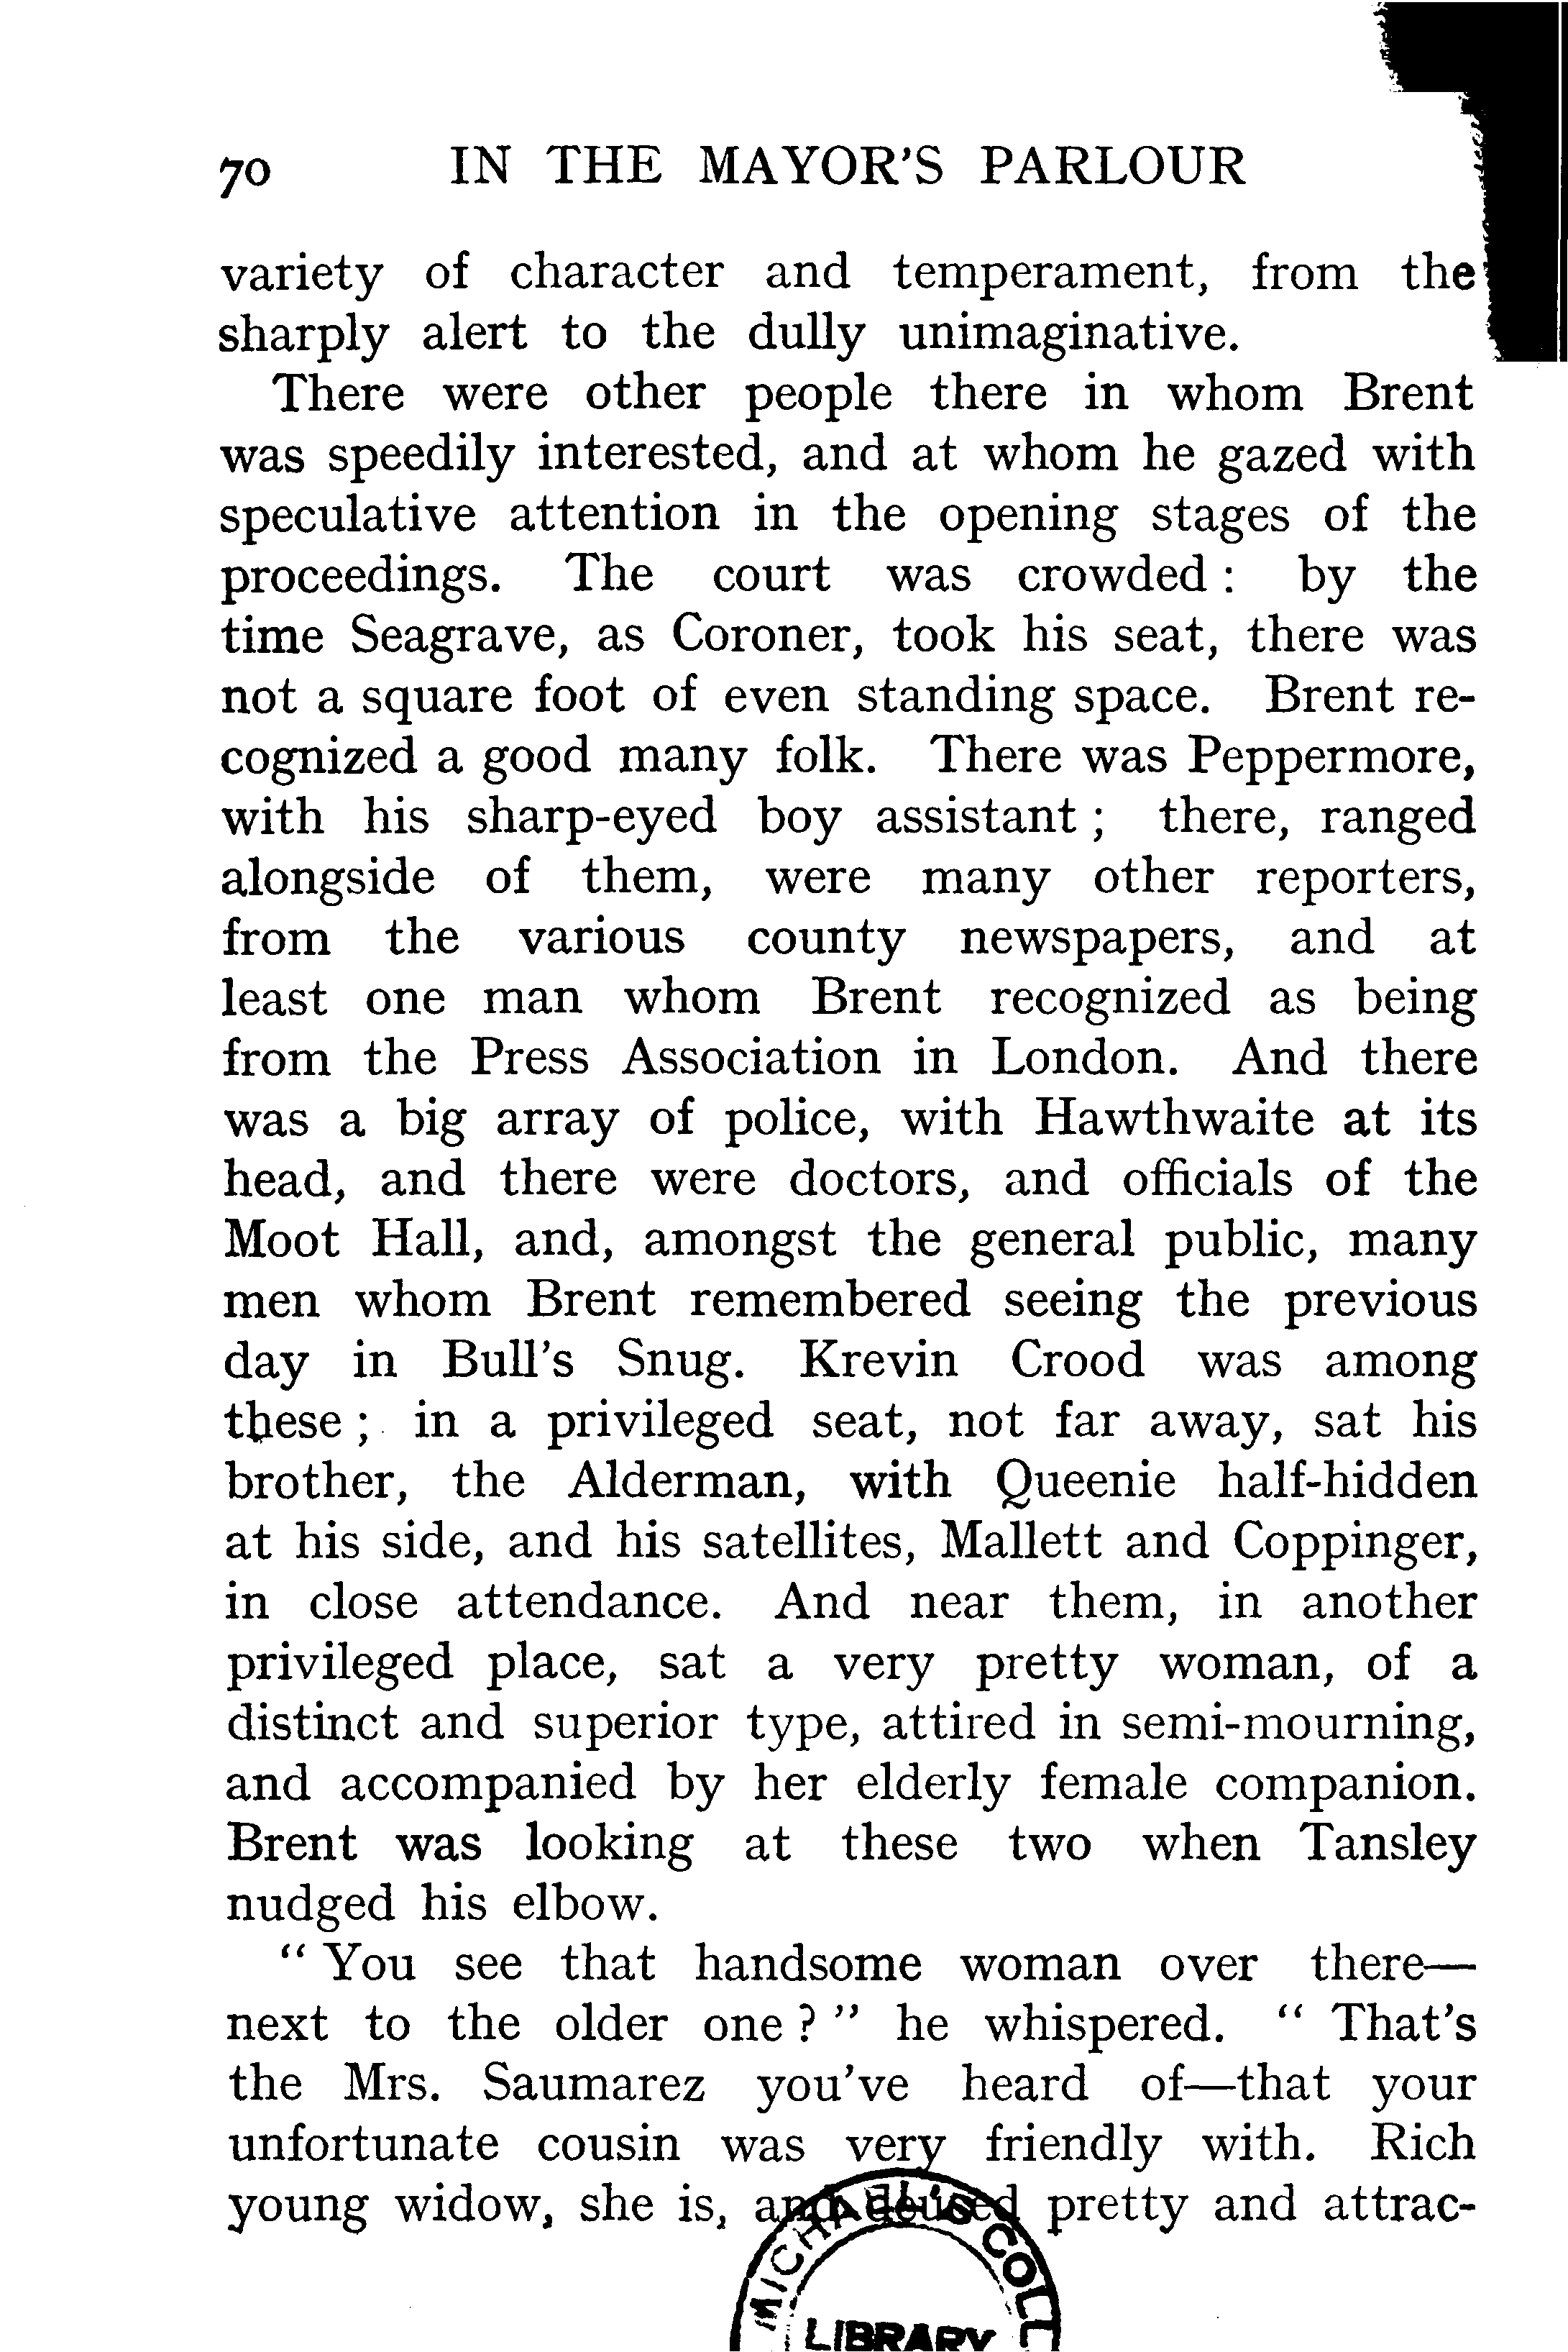 70 IN THE MAYOR'S PARLOUR
variety of character and temperament, from the
sharply alert to the dully unimaginative.
There were other people there in whom Brent
was speedily interested, and at whom he gazed with
speculative attention in the opening stages of the
proceedings. The court was crowded : by the
time Seagrave, as Coroner, took his seat, there was
not a square foot of even standing space. Brent re-
cognized a good many folk. There was Peppermore,
with his sharp-eyed boy assistant ; there, ranged
alongside of them, were many other reporters,
from the various county newspapers, and at
least one man whom Brent recognized as being
from the Press Association in London. And there
was a big array of police, with Hawthwaite at its
head, and there were doctors, and officials of the
Moot Hall, and, amongst the general public, many
men whom Brent remembered seeing the previous
day in Bull's Snug. Krevin Crood was among
these ; in a privileged seat, not far away, sat his
brother, the Alderman, with Queenie half-hidden
at his side, and his satellites, Mallett and Coppinger,
in close attendance. And near them, in another
privileged place, sat a very pretty woman, of a
distinct and superior type, attired in semi-mourning,
and accompanied by her elderly female companion.
Brent was looking at these two when Tansley
nudged his elbow.
" You see that handsome woman over there—
next to the older one ? " he whispered. " That's
the Mrs. Saumarez you've heard of—that your
unfortunate cousin was very friendly with. Rich
young widow, she is, and deuced pretty and attrac-
LIBRARY